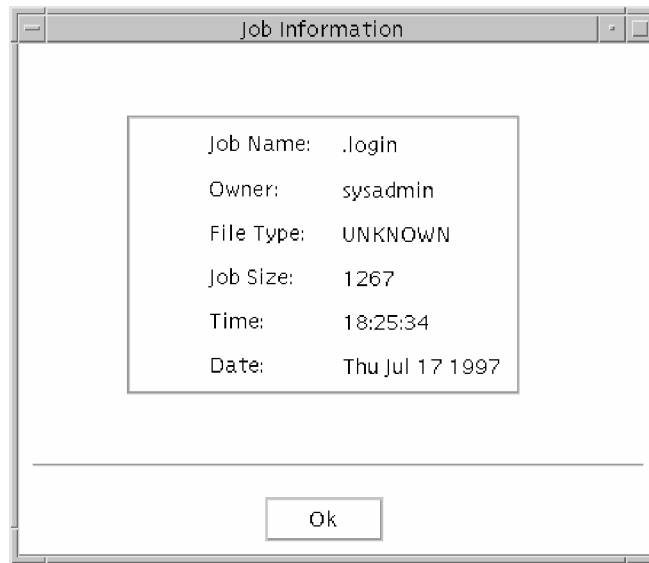 Job Information
Job Name: .login
Owner: sysadmin
File Type: UNKNOWN
Job Size: 1267
Time: 18:25:34
Date: Thu Jul 17 1997
Ok